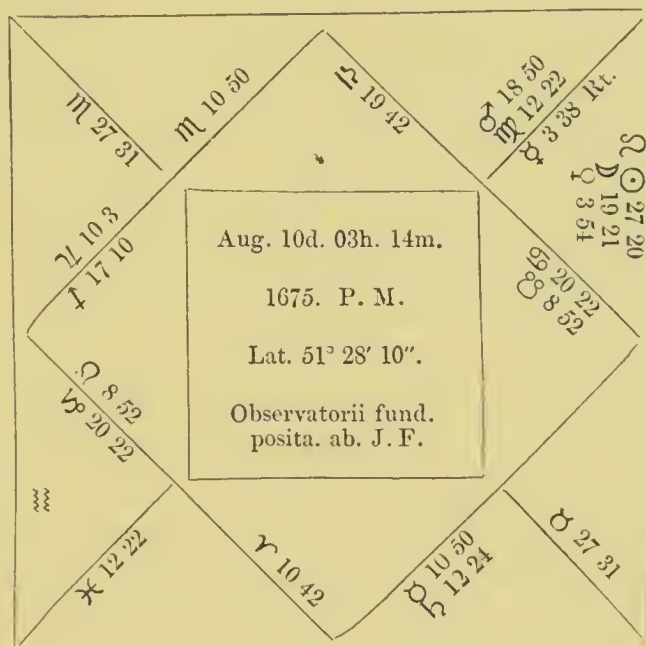 ♏ 27 31
♏ 10 50
♎ 19 42
♂ 18 50
♍ 12 22
☿ 3 38 Rt.
♌ ☉ 27 20
☽ 19 21
♀ 3 54
♃ 10 3
♐ 17 10
Aug. 10d. 03h. 14m.
1675. P. M.
Lat. 51° 28′ 10″.
Observatorii fund.
posita. ab. J. F.
♋ 20 22
☋ 8 52
☊ 8 52
♑ 20 22
♒
♓ 12 22
♈ 10 42
♉ 10 50
♄ 12 24
♉ 27 31